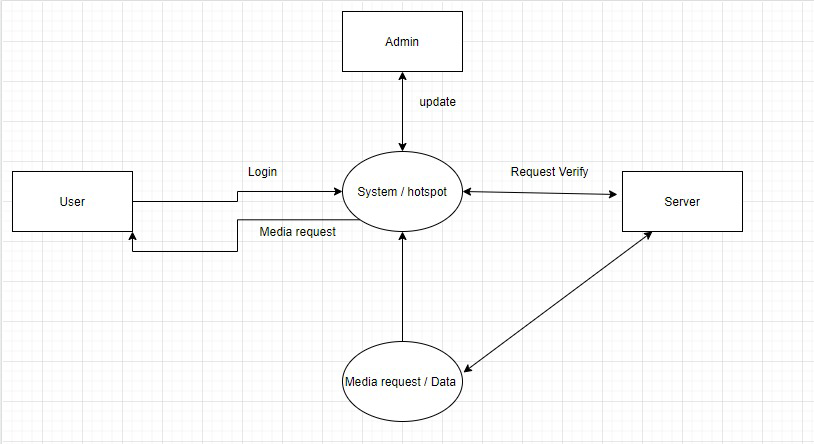 Admin
update
Login
Request Verify
User
System / hotspot
Server
Media request
Media request / Data